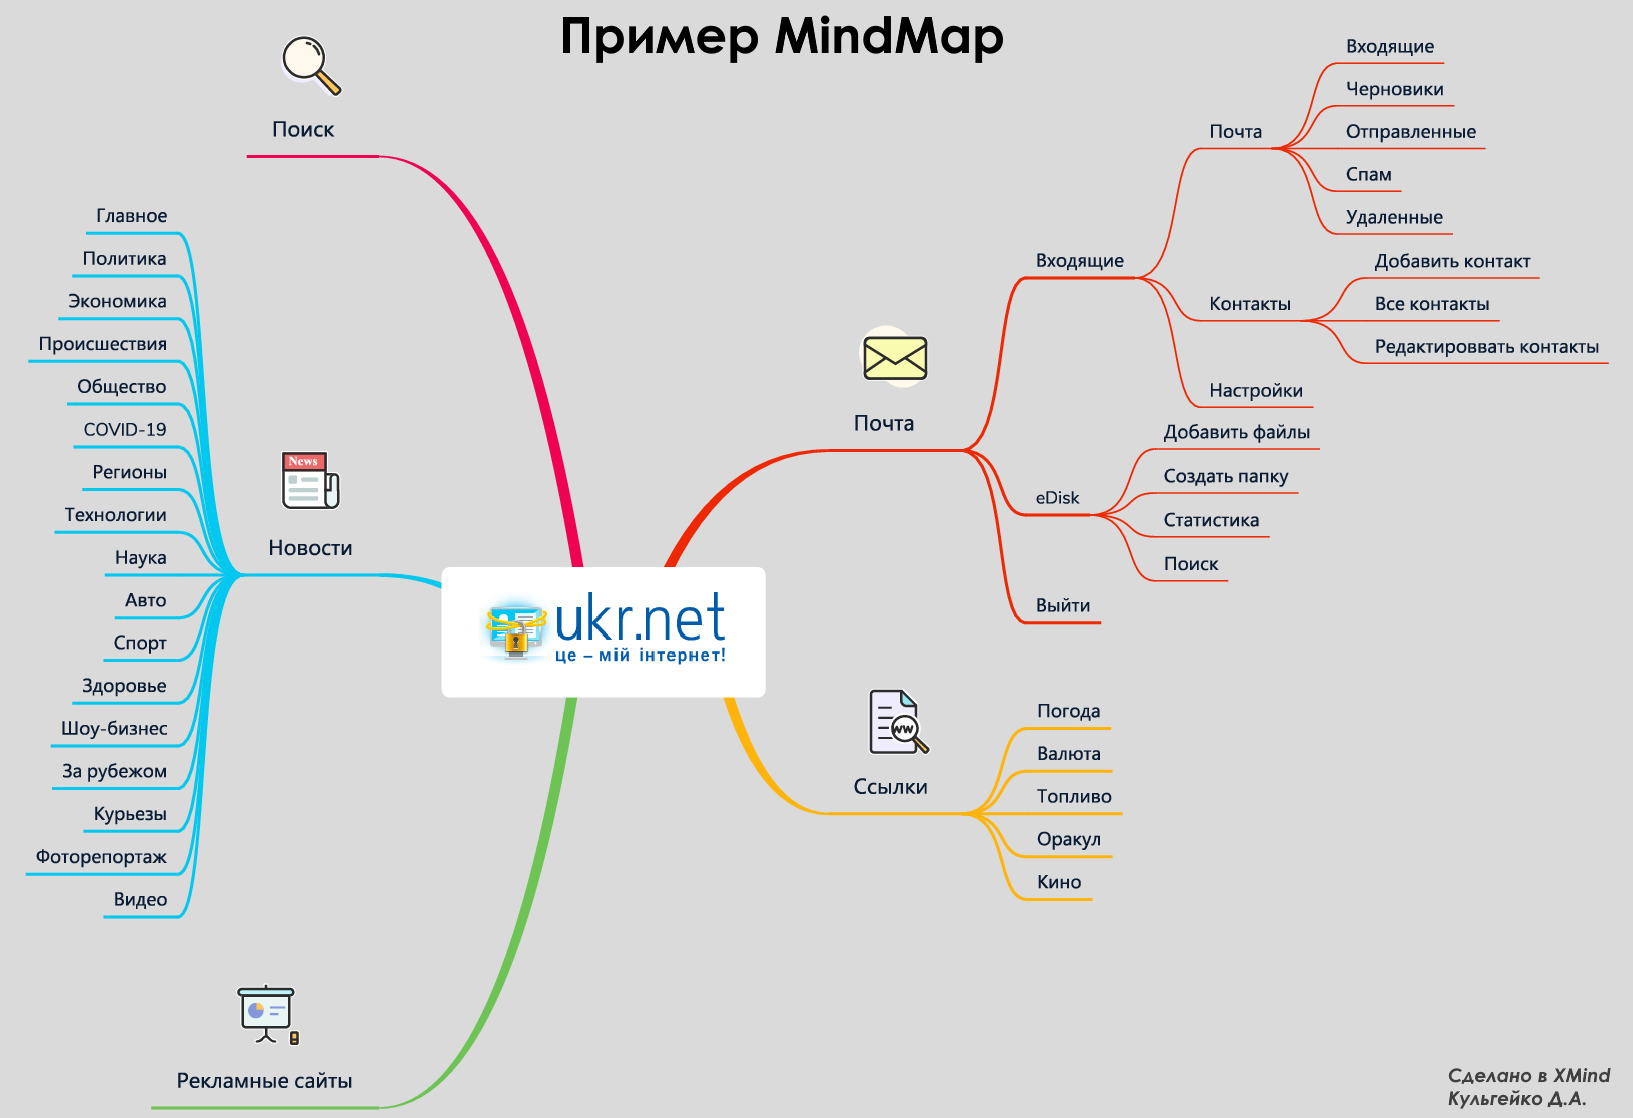 Пример MindMap
Поиск
Главное
Политика
Экономика
Происшествия
Общество
COVID-19
Регионы
Технологии
Наука
Авто
Спорт
Здоровье
Шоу-бизнес
За рубежом
Курьезы
Фоторепортаж
Видео
News
Новости
Рекламные сайты
ukr.net
це – мій інтернет!
Почта
Входящие
Почта
Входящие
Черновики
Отправленные
Спам
Удаленные
Контакты
Добавить контакт
Все контакты
Редактироввать контакты
Настройки
eDisk
Добавить файлы
Создать папку
Статистика
Поиск
Выйти
WW
Ссылки
Погода
Валюта
Топливо
Оракул
Кино
Сделано в XMind
Кульгейко Д.А.